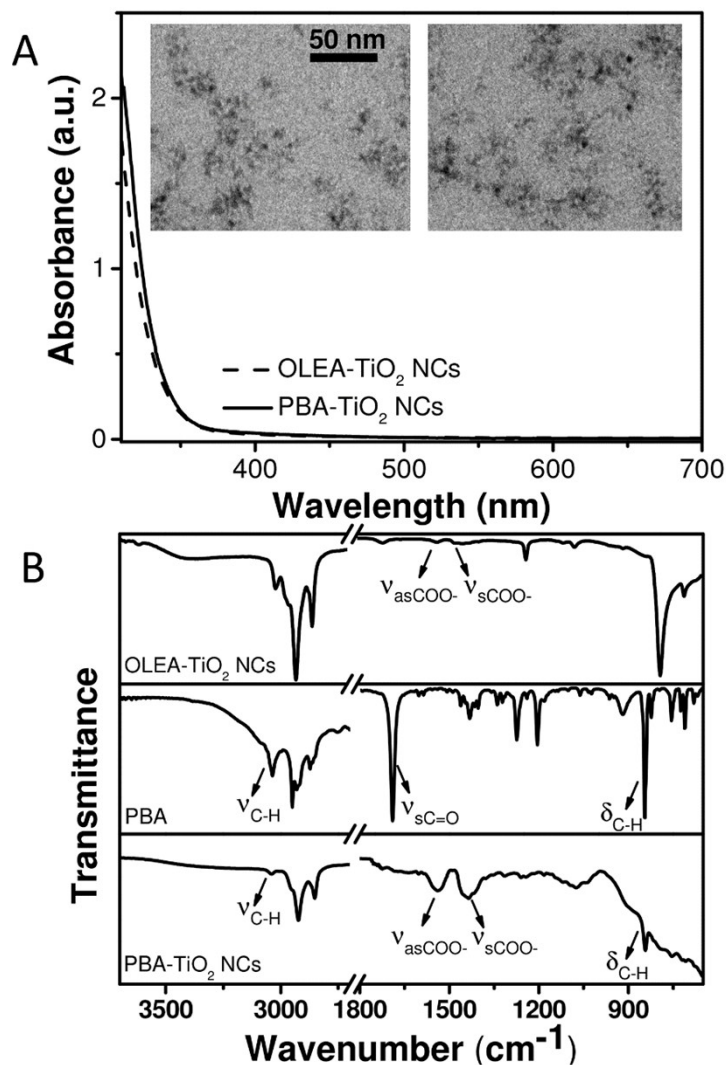 A
50 nm
Absorbance (a.u.)
2
1
0
OLEA-TiO₂ NCs
PBA-TiO₂ NCs
400 500 600 700
Wavelength (nm)
B
Transmittance
νasCOO- νsCOO-
OLEA-TiO₂ NCs
νC-H νsC=O δC-H
PBA
νC-H νasCOO- νsCOO- δC-H
PBA-TiO₂ NCs
3500 3000 1800 1500 1200 900
Wavenumber (cm⁻¹)